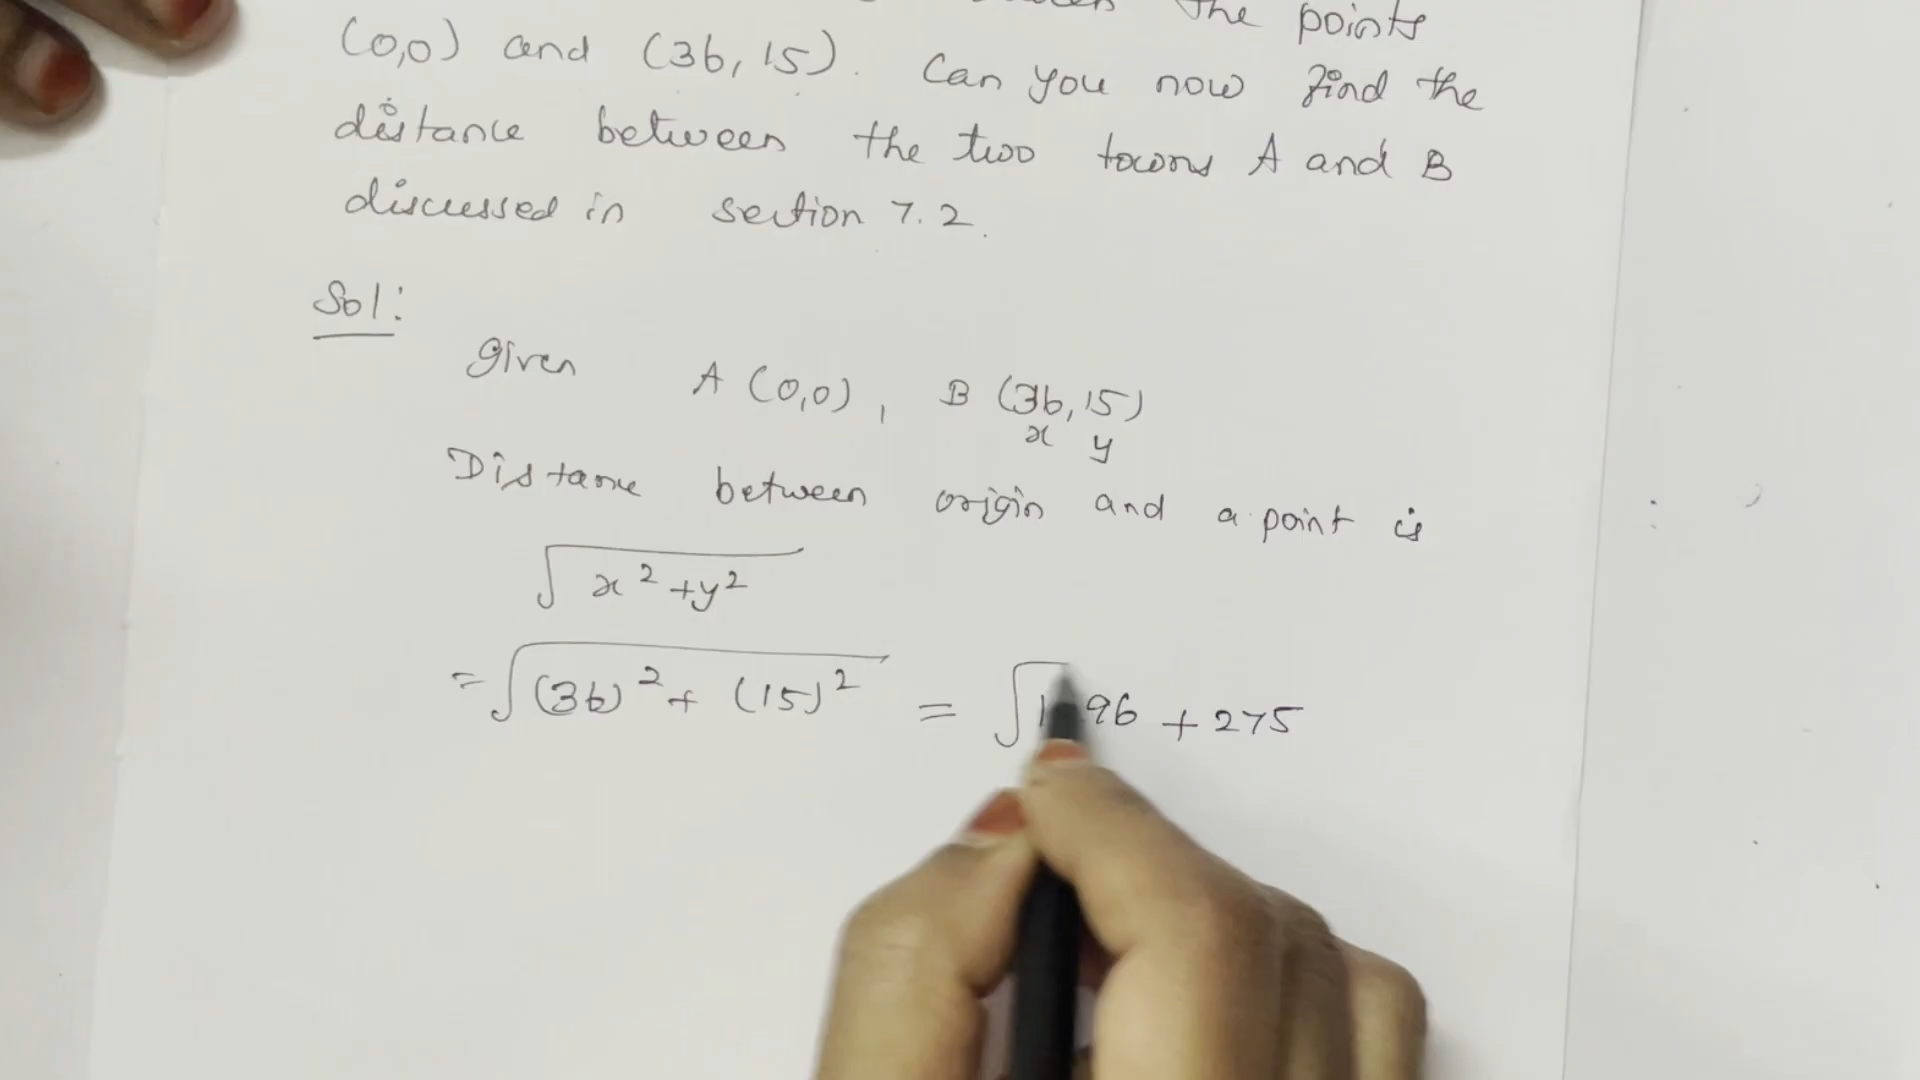 the points
(0,0) and (36,15). Can you now find the
distance between the two towns A and B
discussed in section 7.2.
Sol:
Given A (0,0), B (36,15)
x y
Distance between origin and a point is
√x²+y²
=√(36)²+(15)² = √1 96 + 275